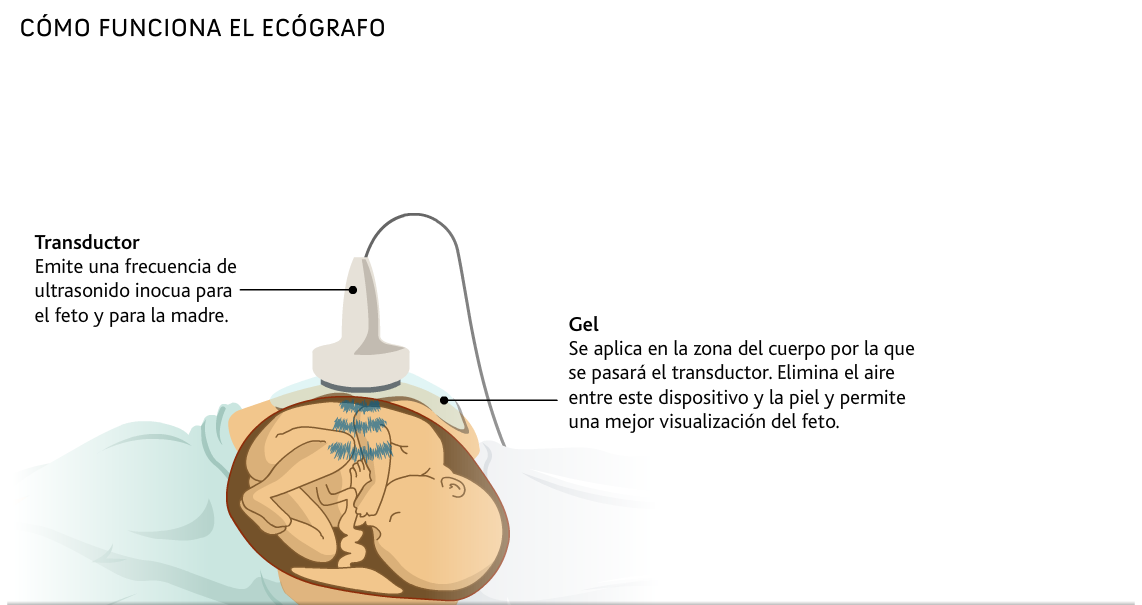 CÓMO FUNCIONA EL ECÓGRAFO
Transductor
Emite una frecuencia de
ultrasonido inocua para
el feto y para la madre.
Gel
Se aplica en la zona del cuerpo por la que
se pasará el transductor. Elimina el aire
entre este dispositivo y la piel y permite
una mejor visualización del feto.